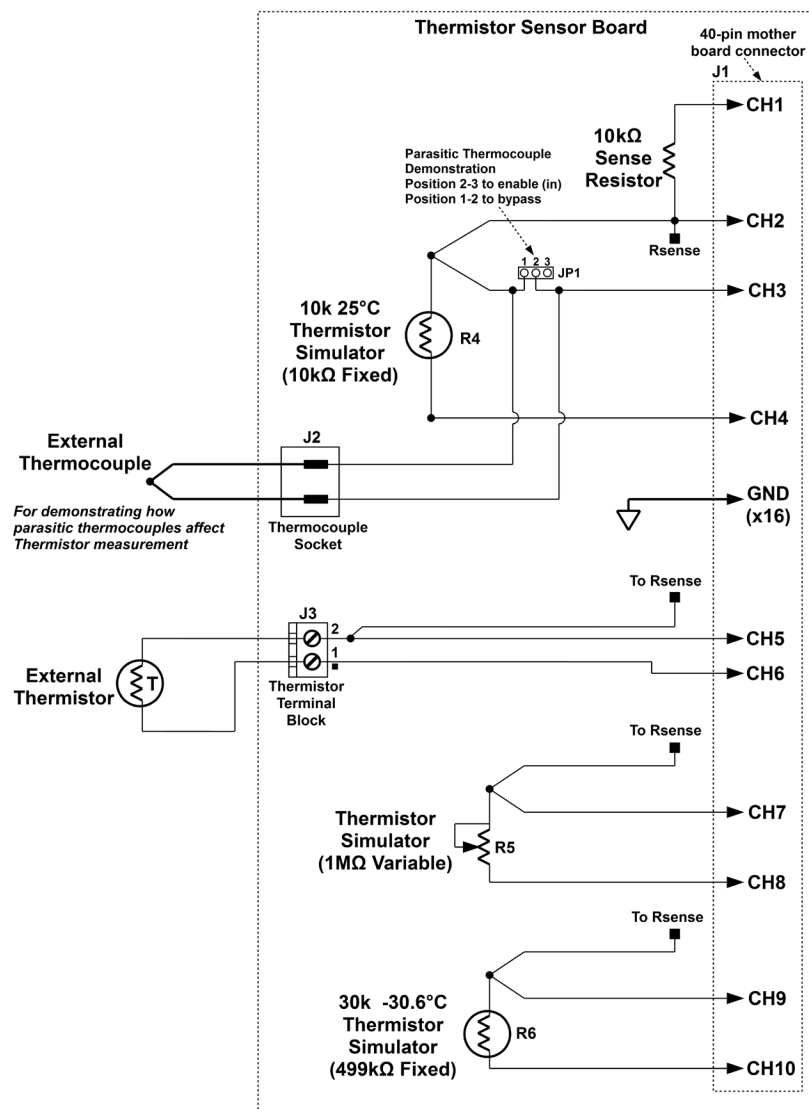 Thermistor Sensor Board
40-pin mother
board connector
J1
CH1
10kΩ
Sense
Resistor
Parasitic Thermocouple
Demonstration
Position 2-3 to enable (in)
Position 1-2 to bypass
CH2
Rsense
1 2 3
JP1
CH3
10k 25°C
Thermistor
Simulator
(10kΩ Fixed)
R4
CH4
External
Thermocouple
J2
For demonstrating how
parasitic thermocouples affect
Thermistor measurement
Thermocouple
Socket
GND
(x16)
To Rsense
J3
2
1
CH5
CH6
External
Thermistor
T
Thermistor
Terminal
Block
To Rsense
CH7
Thermistor
Simulator
(1MΩ Variable)
R5
CH8
To Rsense
CH9
30k -30.6°C
Thermistor
Simulator
(499kΩ Fixed)
R6
CH10